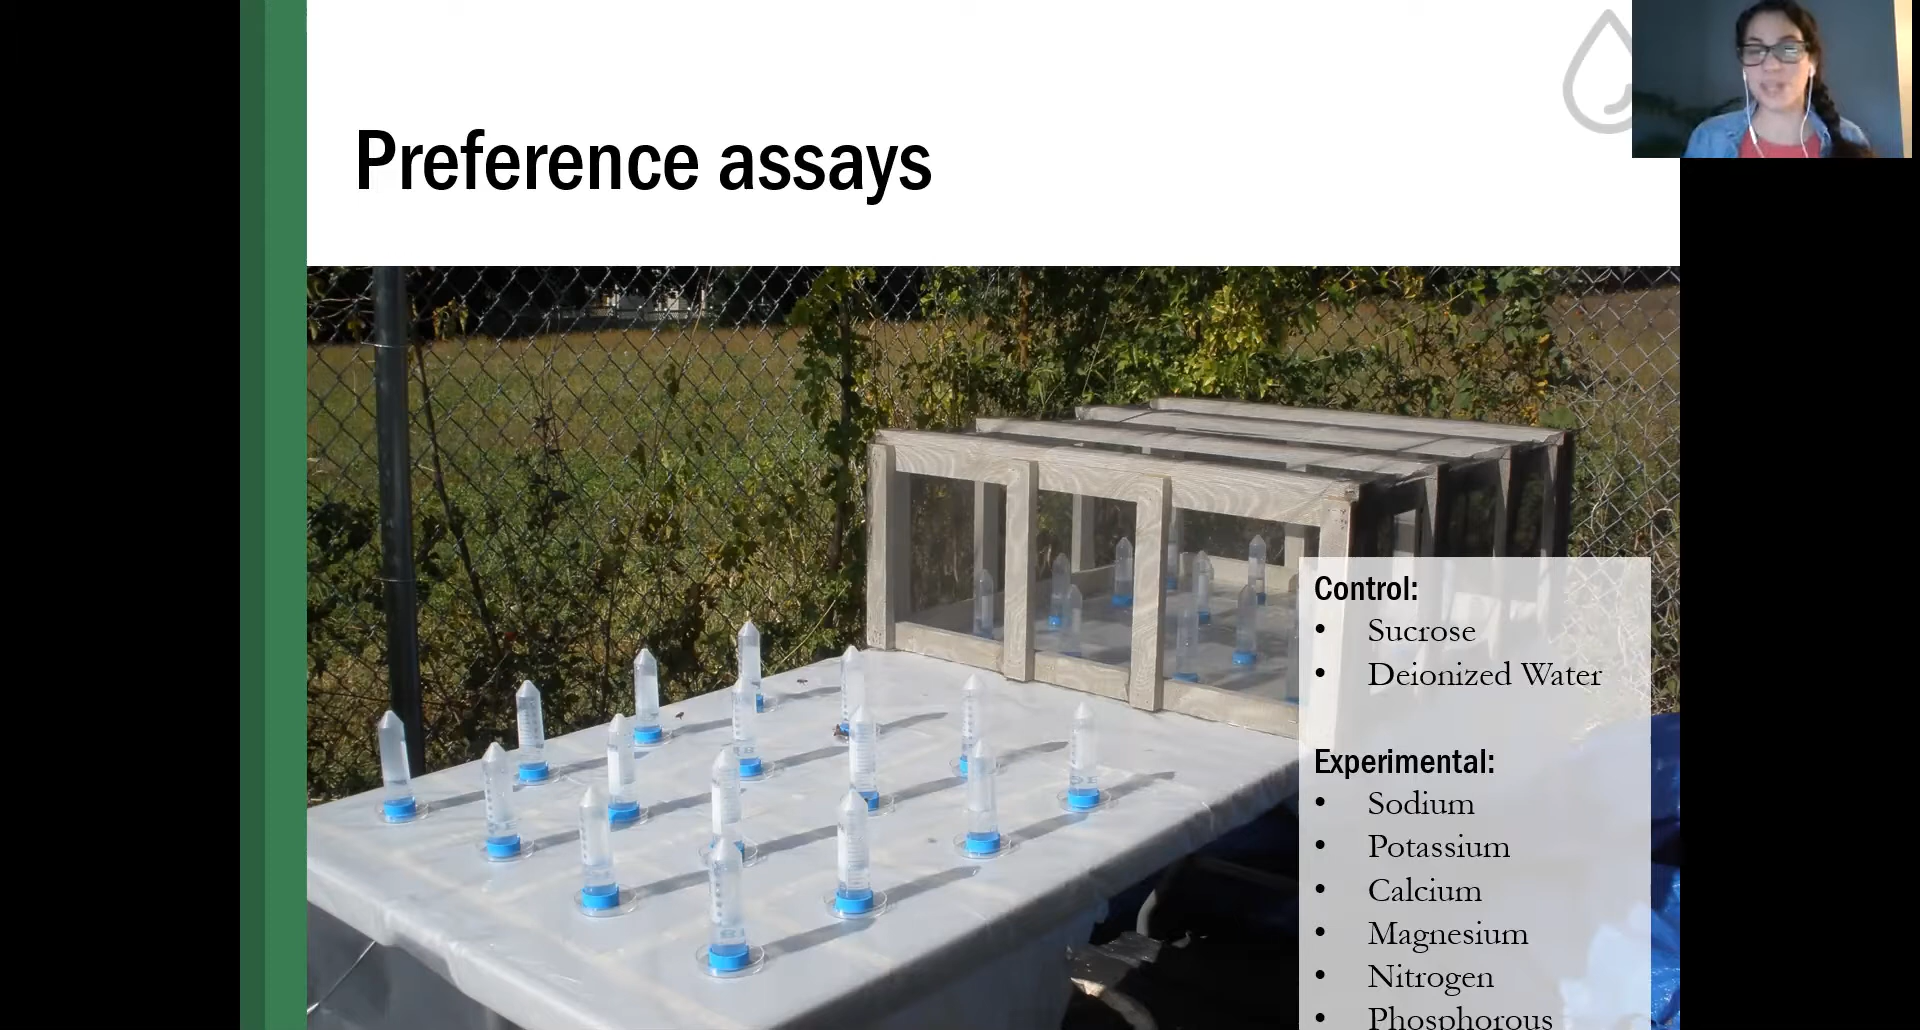 Preference assays
Control:
• Sucrose
• Deionized Water
Experimental:
• Sodium
• Potassium
• Calcium
• Magnesium
• Nitrogen
• Phosphorous